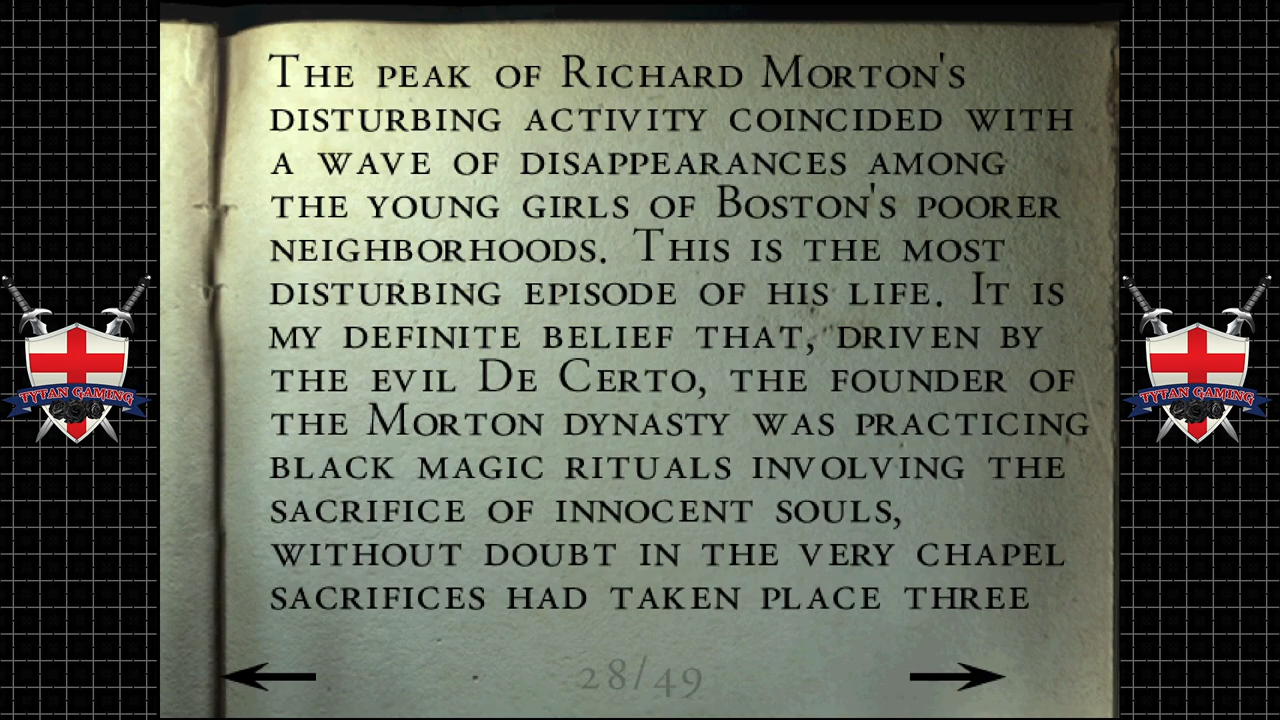 The peak of Richard Morton's
disturbing activity coincided with
a wave of disappearances among
the young girls of Boston's poorer
neighborhoods. This is the most
disturbing episode of his life. It is
my definite belief that, driven by
the evil De Certo, the founder of
the Morton dynasty was practicing
black magic rituals involving the
sacrifice of innocent souls,
without doubt in the very chapel
sacrifices had taken place three
28/49
TYTAN GAMING
TYTAN GAMING